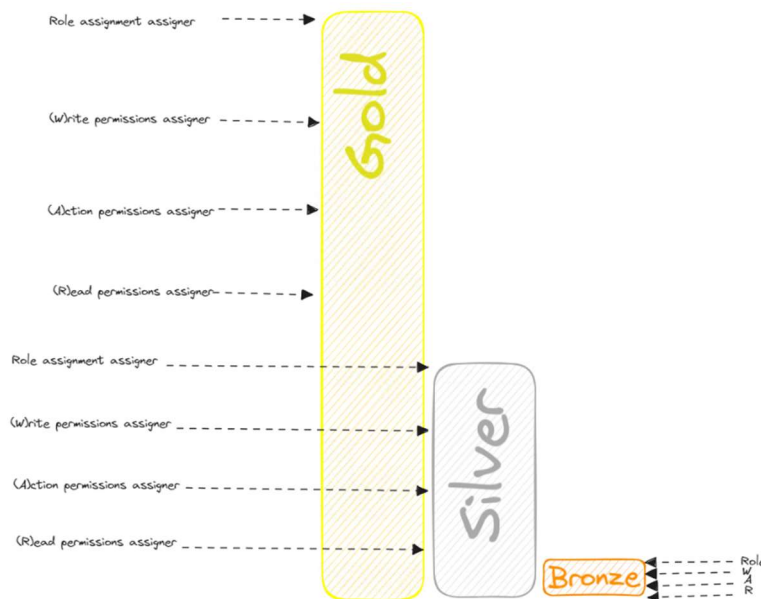 Role assignment assigner
Gold
(W)rite permissions assigner
(A)ction permissions assigner
(R)ead permissions assigner
Role assignment assigner
Silver
(W)rite permissions assigner
(A)ction permissions assigner
(R)ead permissions assigner
Bronze
Role
W
A
R